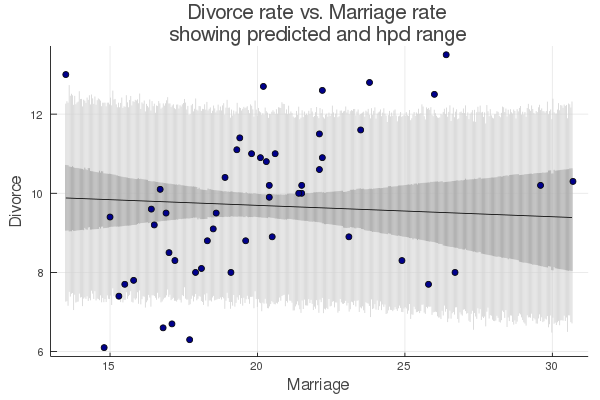 Divorce rate vs. Marriage rate
showing predicted and hpd range
Divorce
12
10
8
6
15
20
25
30
Marriage